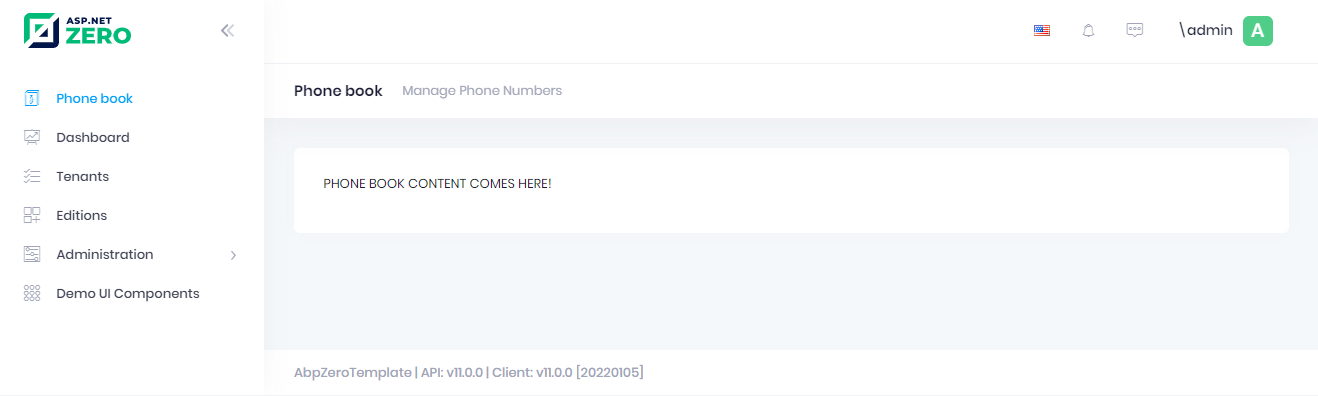 ASP.NET
ZERO
\admin
A
Phone book
Dashboard
Tenants
Editions
Administration
Demo UI Components
Phone book Manage Phone Numbers
PHONE BOOK CONTENT COMES HERE!
AbpZeroTemplate | API: v11.0.0 | Client: v11.0.0 [20220105]